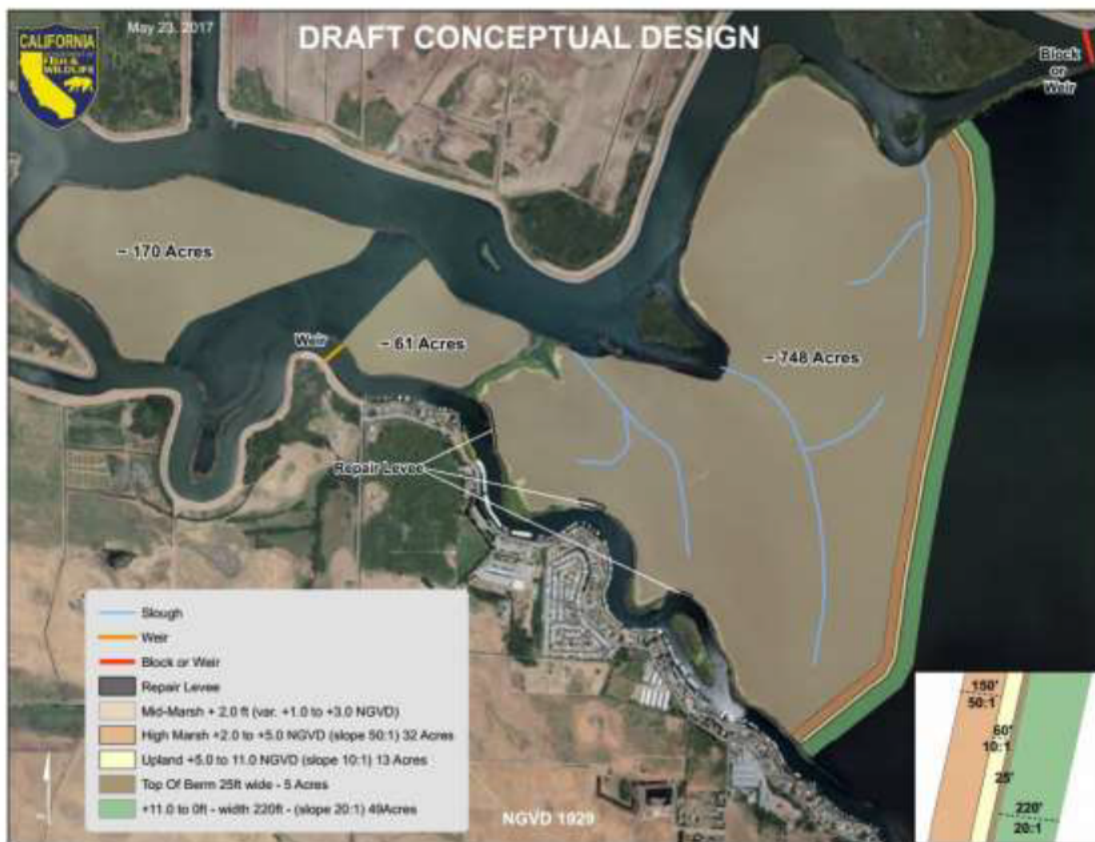 May 23, 2017
DRAFT CONCEPTUAL DESIGN
CALIFORNIA
FISH &
WILDLIFE
Block
or
Weir
~ 170 Acres
Weir
~ 61 Acres
~ 748 Acres
Repair Levee
Slough
Weir
Block or Weir
Repair Levee
Mid-Marsh + 2.0 ft (var. +1.0 to +3.0 NGVD)
High Marsh +2.0 to +5.0 NGVD (slope 50:1) 32 Acres
Upland +5.0 to 11.0 NGVD (slope 10:1) 13 Acres
Top Of Berm 25ft wide - 5 Acres
+11.0 to 0ft - width 220ft - (slope 20:1) 49Acres
NGVD 1929
150'
50:1
60'
10:1
25'
220'
20:1